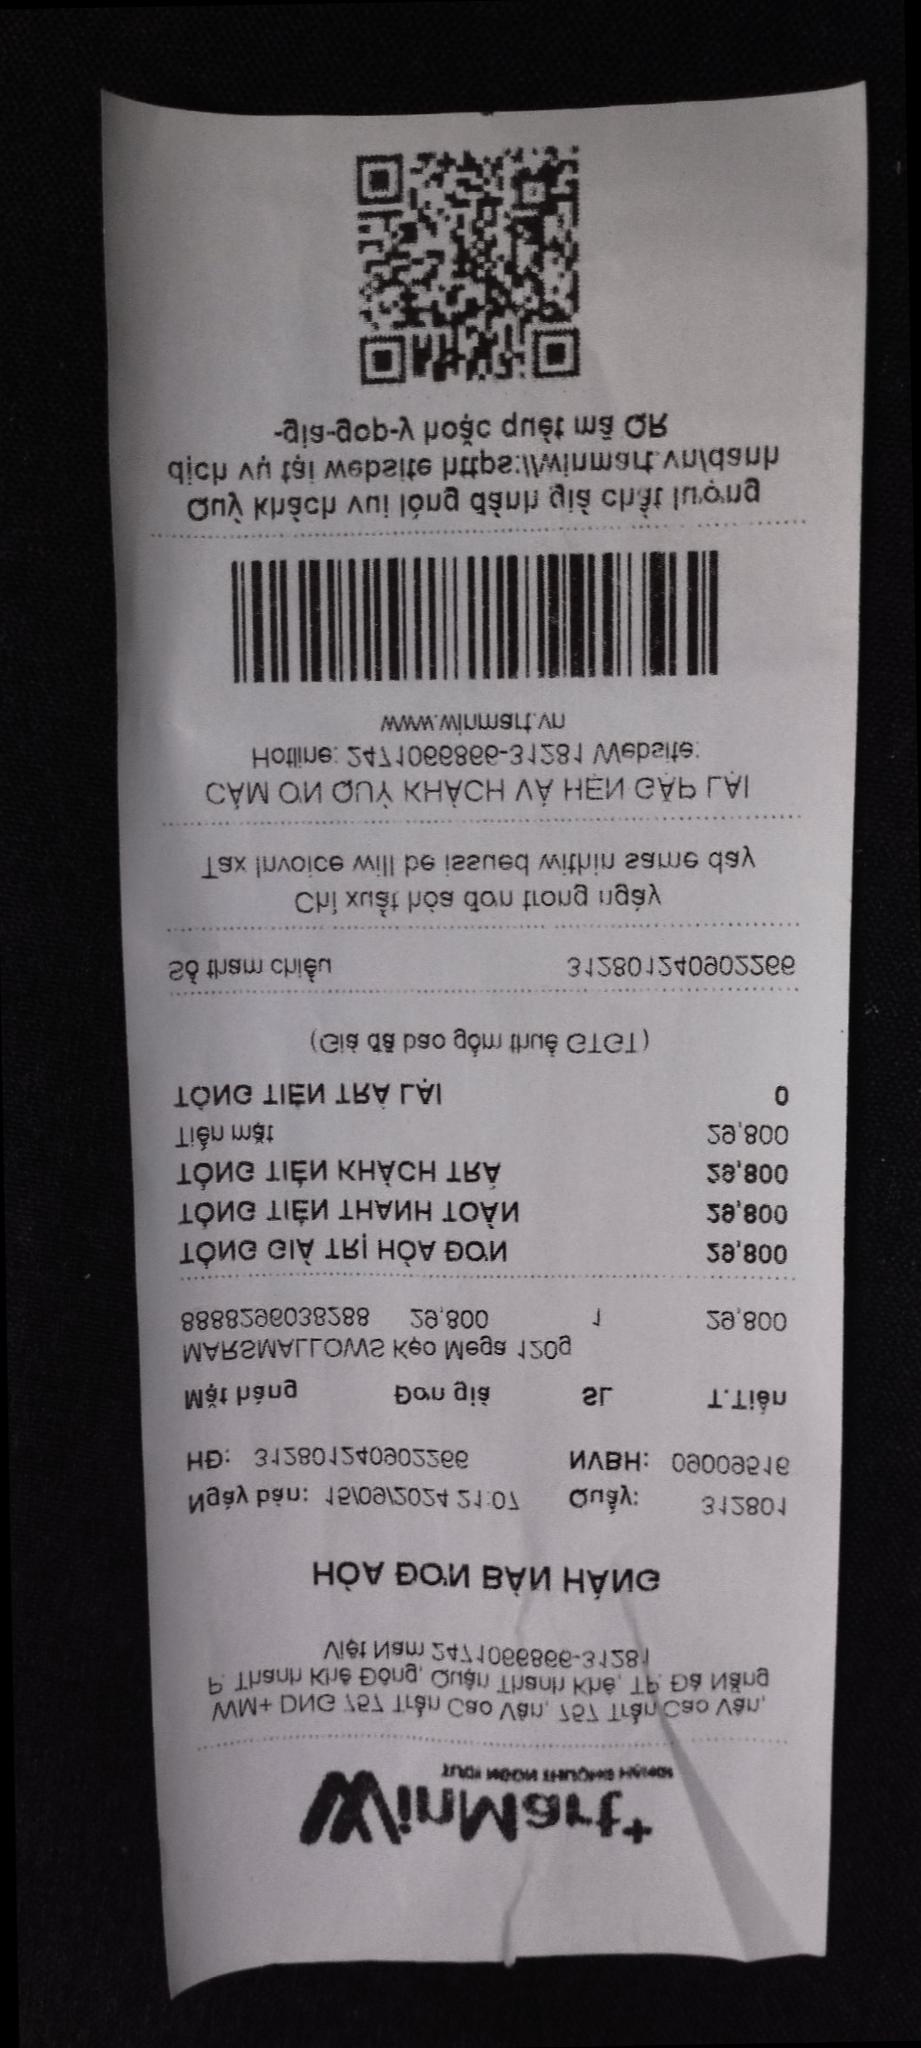 WinMart+
TƯƠI NGON THƯỢNG HẠNG!
WM+ DNG 757 Trần Cao Vân, 757 Trần Cao Vân,
P. Thanh Khê Đông, Quận Thanh Khê, TP. Đà Nẵng
Việt Nam 2471066866-31281
HÓA ĐƠN BÁN HÀNG
Ngày bán: 15/09/2024 21:07 Quầy: 312801
HĐ: 312801240902266 NVBH: 09009516
Mặt hàng Đơn giá SL T.Tiền
MARSMALLOWS Kẹo Mega 120g
8888296038288 29,800 1 29,800
TỔNG GIÁ TRỊ HÓA ĐƠN 29,800
TỔNG TIỀN THANH TOÁN 29,800
TỔNG TIỀN KHÁCH TRẢ 29,800
Tiền mặt 29,800
TỔNG TIỀN TRẢ LẠI 0
(Giá đã bao gồm thuế GTGT)
Số tham chiếu 312801240902266
Chỉ xuất hóa đơn trong ngày
Tax invoice will be issued within same day
CẢM ƠN QUÝ KHÁCH VÀ HẸN GẶP LẠI
Hotline: 2471066866-31281 Website:
www.winmart.vn
Quý khách vui lòng đánh giá chất lượng
dịch vụ tại website https://winmart.vn/danh
-gia-gop-y hoặc quét mã QR